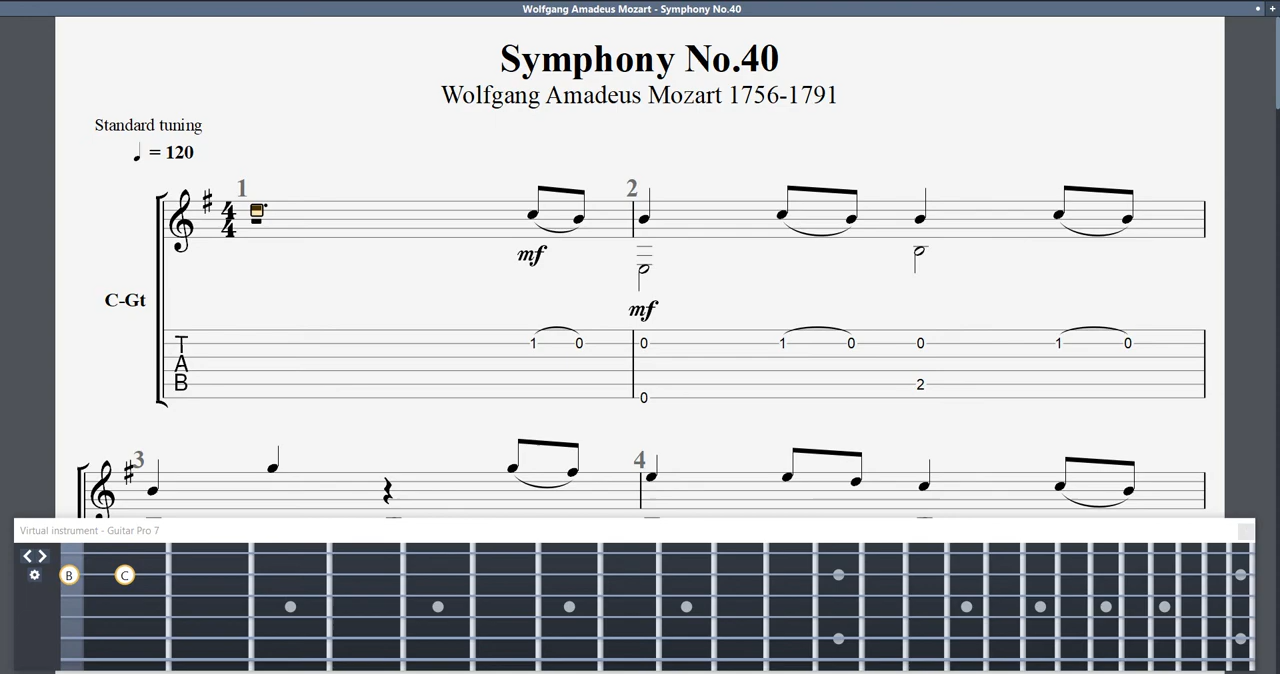 Wolfgang Amadeus Mozart - Symphony No.40
Symphony No.40
Wolfgang Amadeus Mozart 1756-1791
Standard tuning
= 120
1
2
4
4
mf
mf
C-Gt
T
A
B
1 0 0 1 0 0 1 0
2
0
3
4
Virtual instrument - Guitar Pro 7
B C